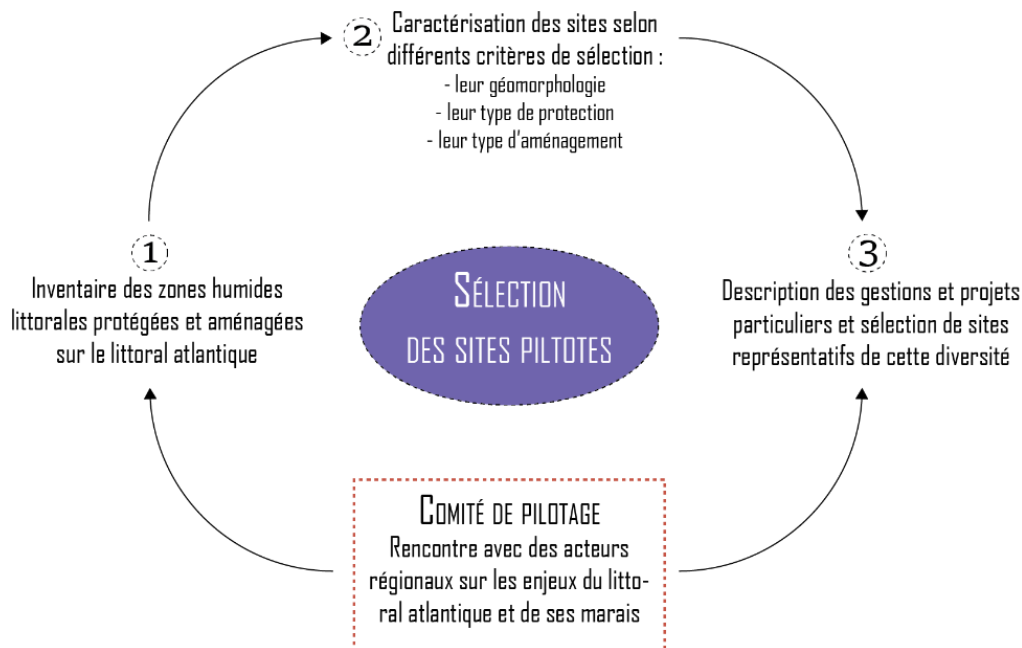 2
Caractérisation des sites selon
différents critères de sélection :
- leur géomorphologie
- leur type de protection
- leur type d'aménagement
1
Inventaire des zones humides
littorales protégées et aménagées
sur le littoral atlantique
SÉLECTION
DES SITES PILTOTES
3
Description des gestions et projets
particuliers et sélection de sites
représentatifs de cette diversité
COMITÉ DE PILOTAGE
Rencontre avec des acteurs
régionaux sur les enjeux du litto-
ral atlantique et de ses marais